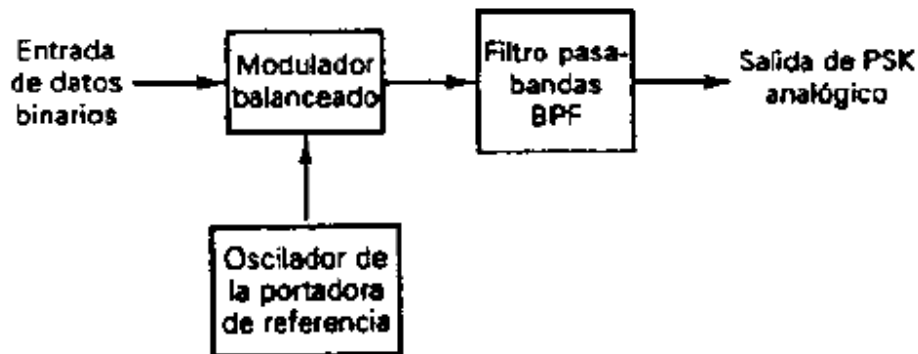 Entrada
de datos
binarios
Modulador
balanceado
Filtro pasa-
bandas
BPF
Salida de PSK
analógico
Oscilador de
la portadora
de referencia